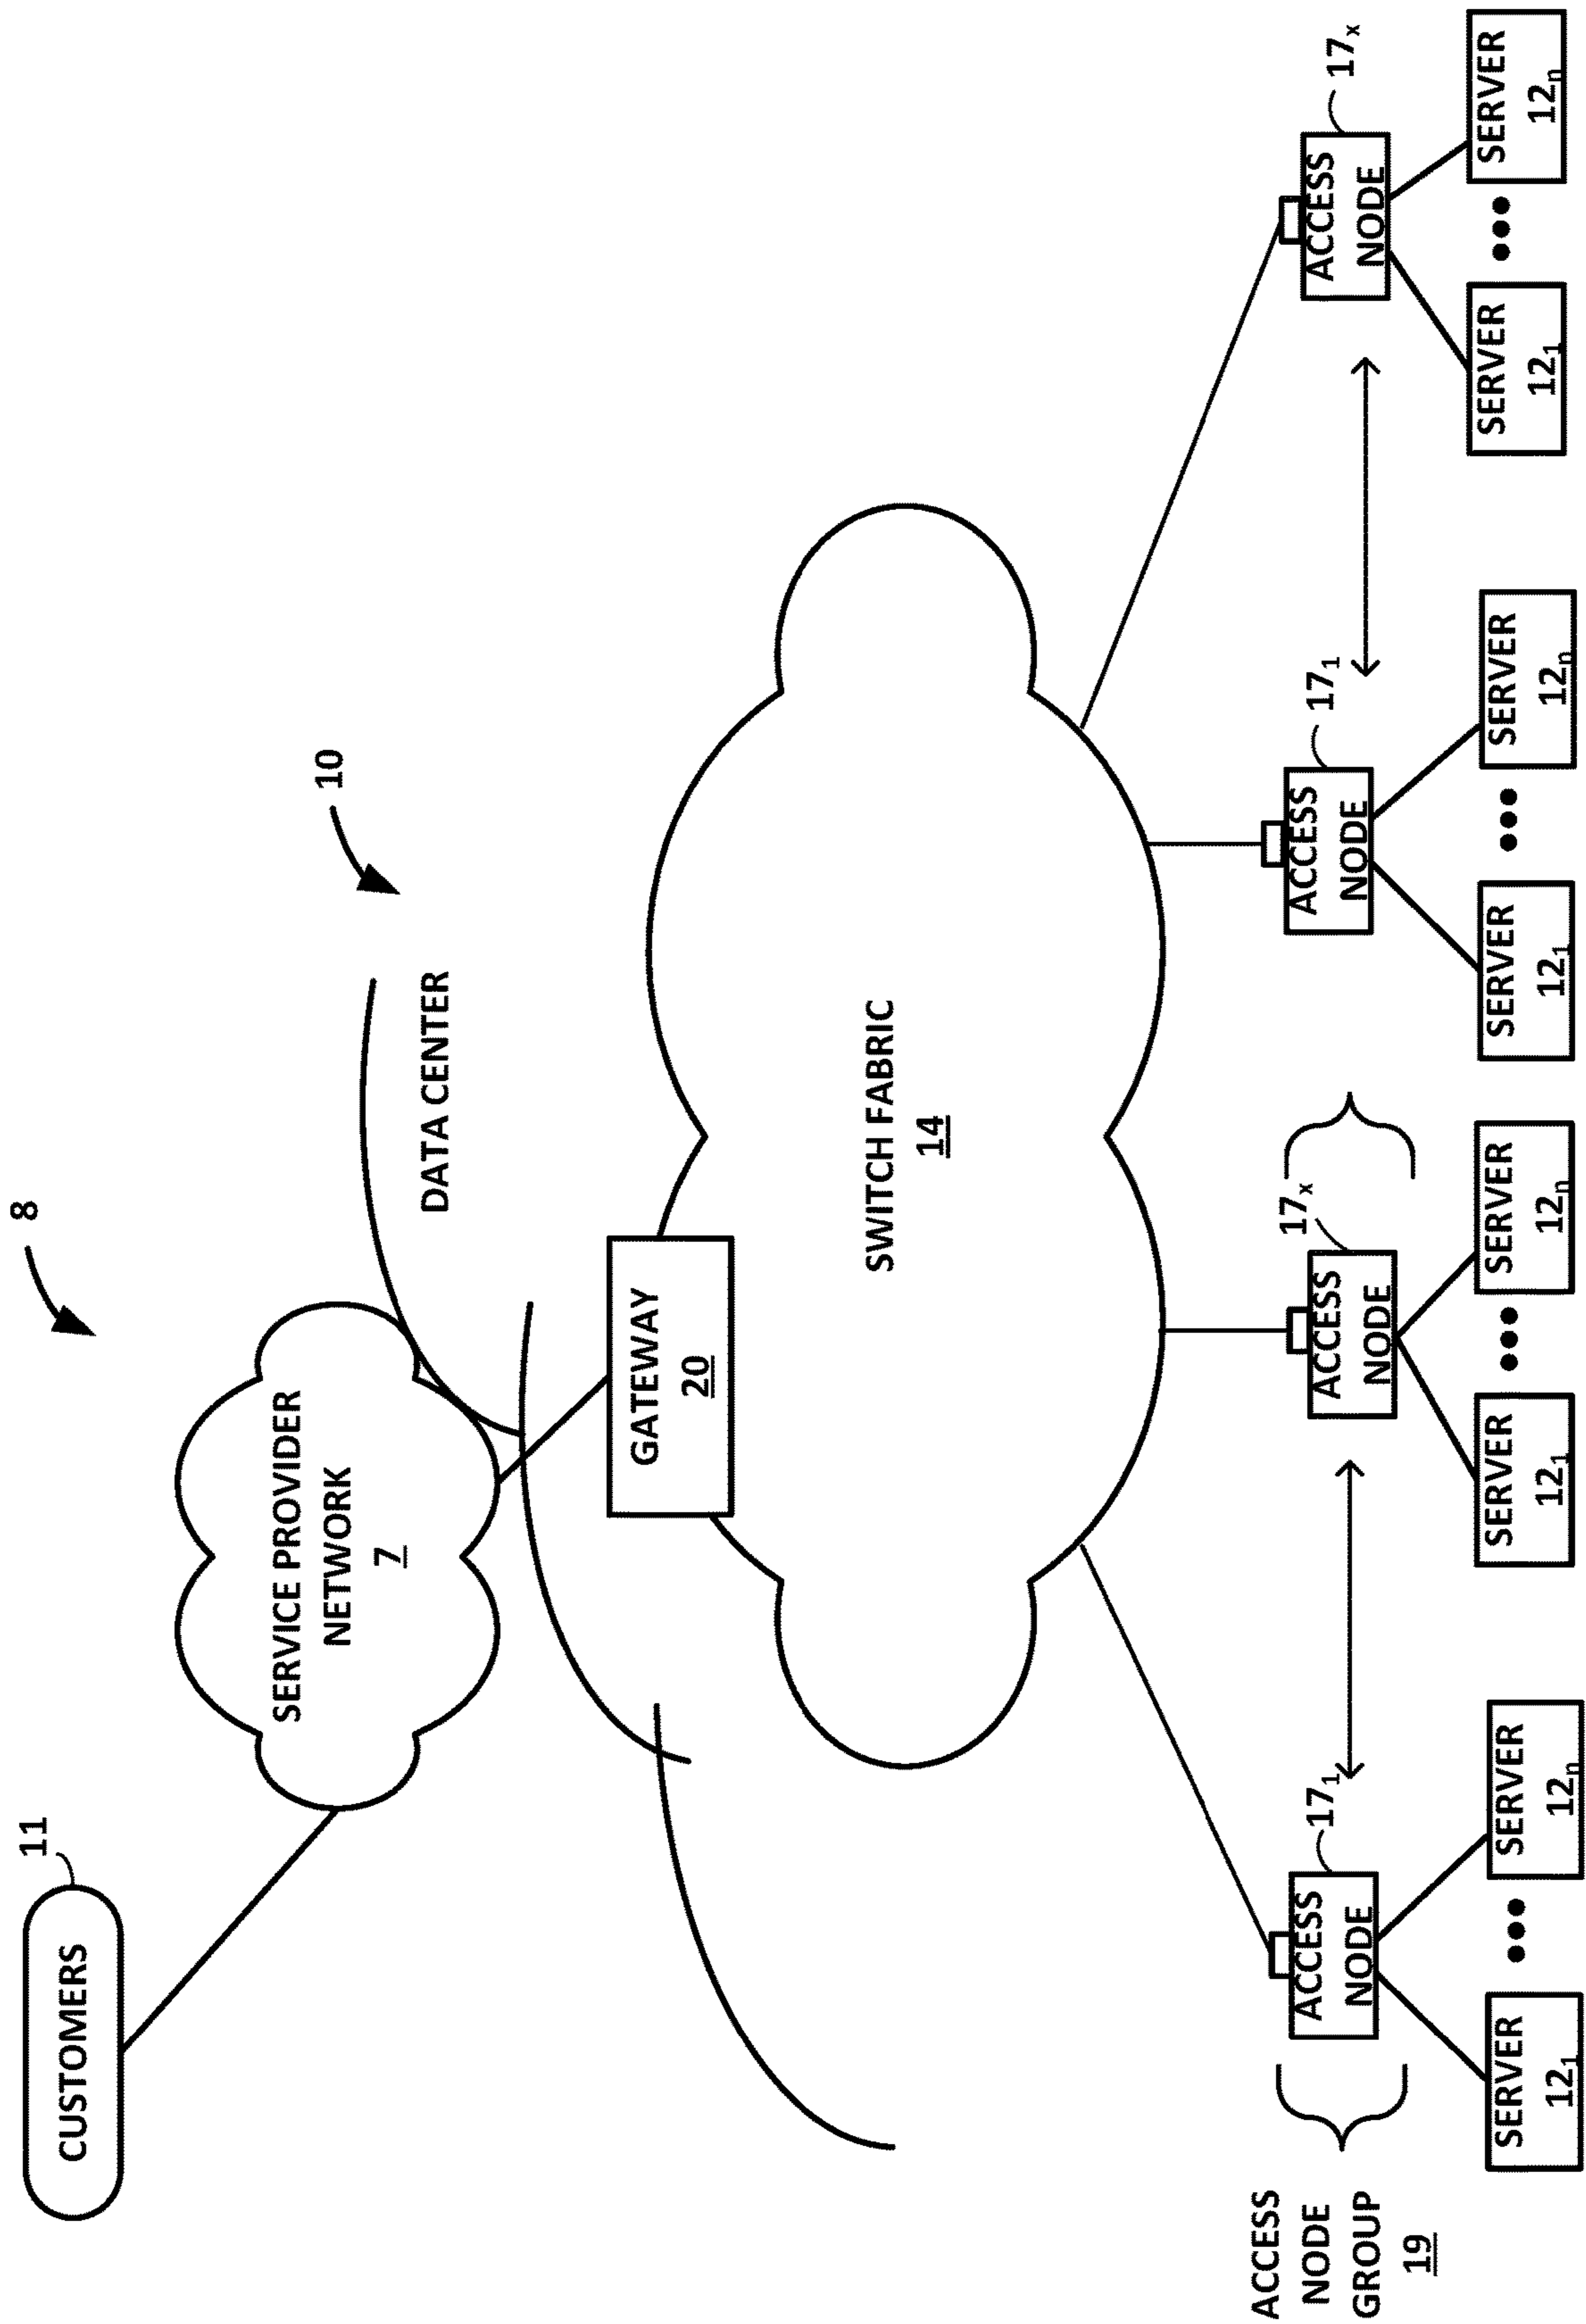 8
CUSTOMERS
11
SERVICE PROVIDER
NETWORK
7
10
DATA CENTER
GATEWAY
20
SWITCH FABRIC
14
ACCESS
NODE
GROUP
19
ACCESS
NODE
17₁
ACCESS
NODE
17ₓ
ACCESS
NODE
17₁
ACCESS
NODE
17ₓ
SERVER
12₁
SERVER
12ₙ
SERVER
12₁
SERVER
12ₙ
SERVER
12₁
SERVER
12ₙ
SERVER
12₁
SERVER
12ₙ